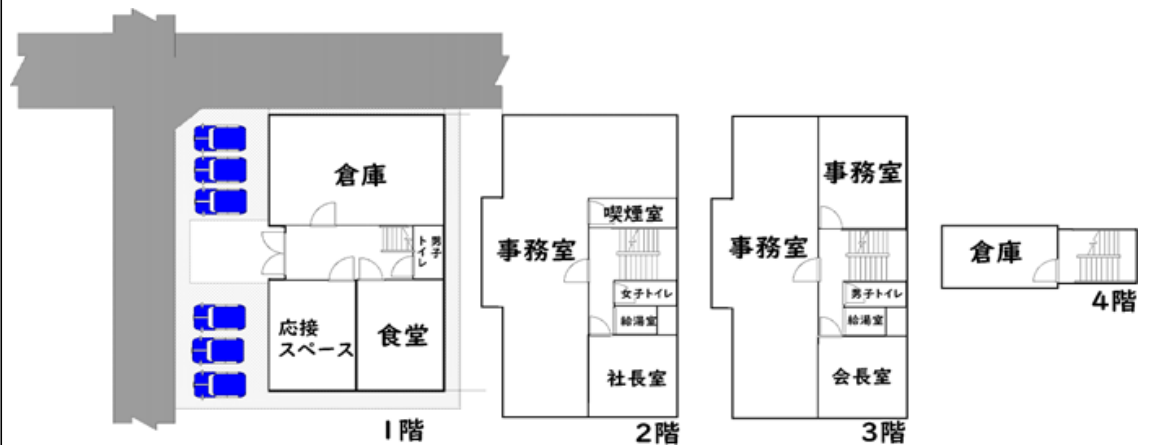 倉庫
男子
トイレ
応接
スペース
食堂
1階
事務室
喫煙室
女子トイレ
給湯室
社長室
2階
事務室
事務室
男子トイレ
給湯室
会長室
3階
倉庫
4階